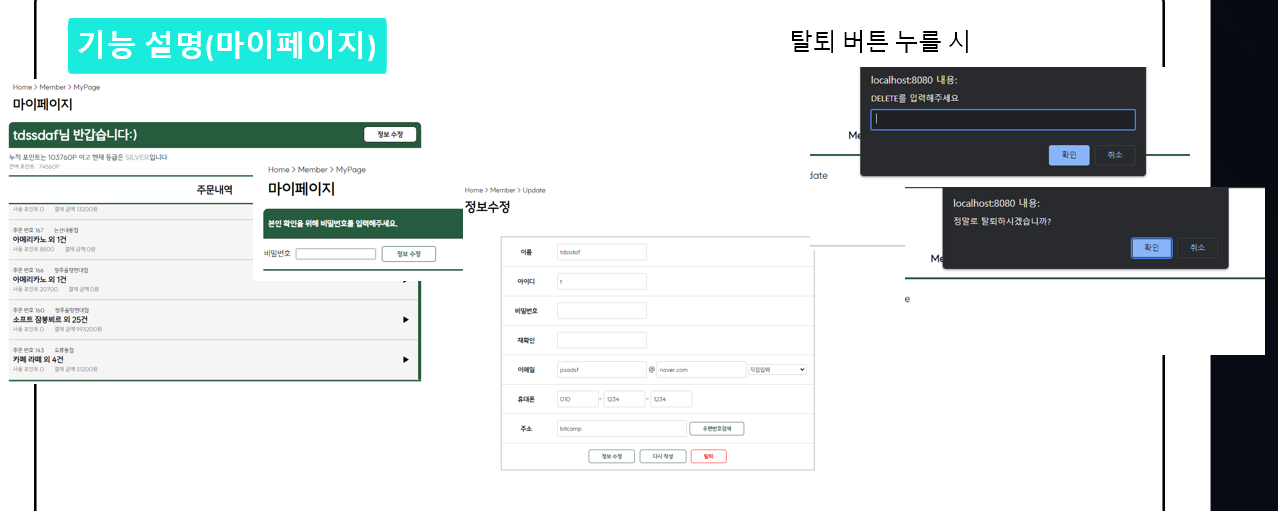 기능 설명(마이페이지)
탈퇴 버튼 누를 시
Home > Member > MyPage
마이페이지
tdssdaf님 반갑습니다:)
정보 수정
누적 포인트는 103760P 이고 현재 등급은 SILVER입니다
잔여 포인트 : 74560P
주문내역
사용 포인트 0 결제 금액 13200원
주문 번호 167 논산내동점
아메리카노 외 1건
사용 포인트 8500 결제 금액 0원
주문 번호 166 청주율량현대점
아메리카노 외 1건
사용 포인트 20700 결제 금액 0원
주문 번호 160 청주율량현대점
소프트 잠봉뵈르 외 25건
사용 포인트 0 결제 금액 993200원
주문 번호 143 오류동점
카페 라떼 외 4건
사용 포인트 0 결제 금액 31200원
Home > Member > MyPage
마이페이지
본인 확인을 위해 비밀번호를 입력해주세요.
비밀번호
정보 수정
Home > Member > Update
정보수정
이름 tdssdaf
아이디 t
비밀번호
재확인
이메일 jssadsf @ naver.com 직접입력
휴대폰 010 - 1234 - 1234
주소 bitcamp 우편번호검색
정보 수정 다시 작성 탈퇴
localhost:8080 내용:
DELETE를 입력해주세요
확인 취소
Me
date
localhost:8080 내용:
정말로 탈퇴하시겠습니까?
확인 취소
Me
e